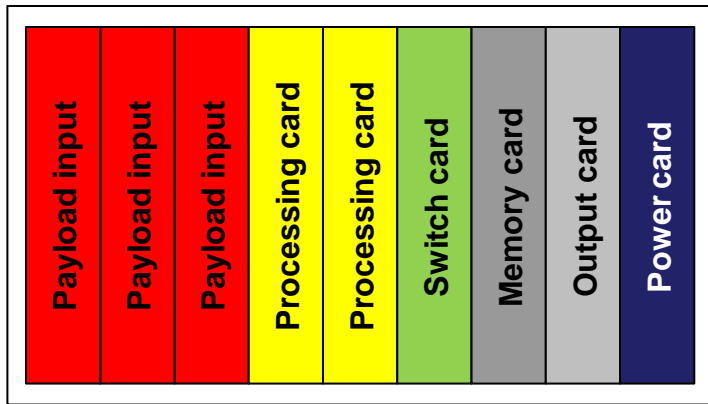 Payload input
Payload input
Payload input
Processing card
Processing card
Switch card
Memory card
Output card
Power card